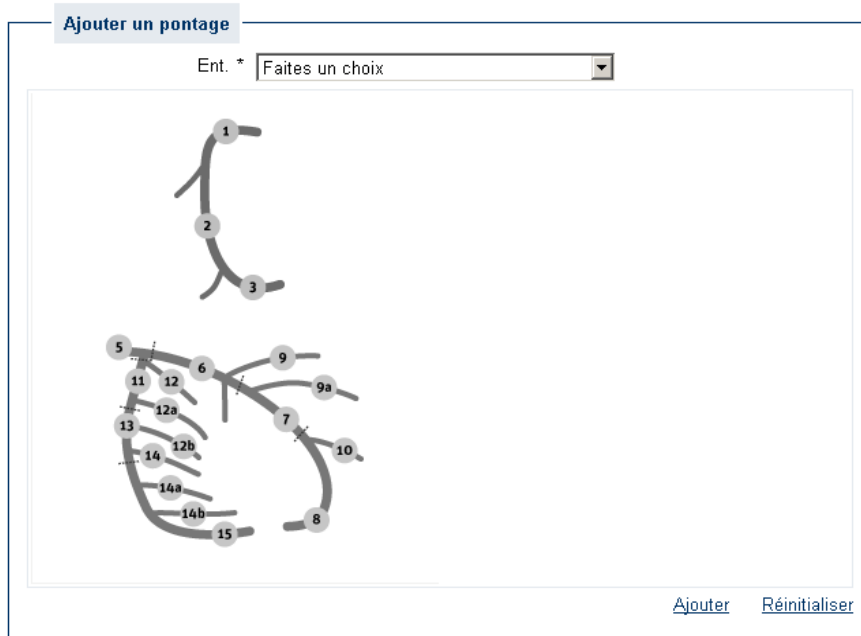 Ajouter un pontage
Ent. * Faites un choix
1
2
3
5
6
9
11 12
9a
12a
7
13
12b
10
14
14a
14b
8
15
Ajouter Réinitialiser